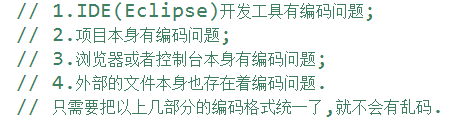 // 1.IDE(Eclipse)开发工具有编码问题;
// 2.项目本身有编码问题;
// 3.浏览器或者控制台本身有编码问题;
// 4.外部的文件本身也存在着编码问题.
// 只需要把以上几部分的编码格式统一了,就不会有乱码.